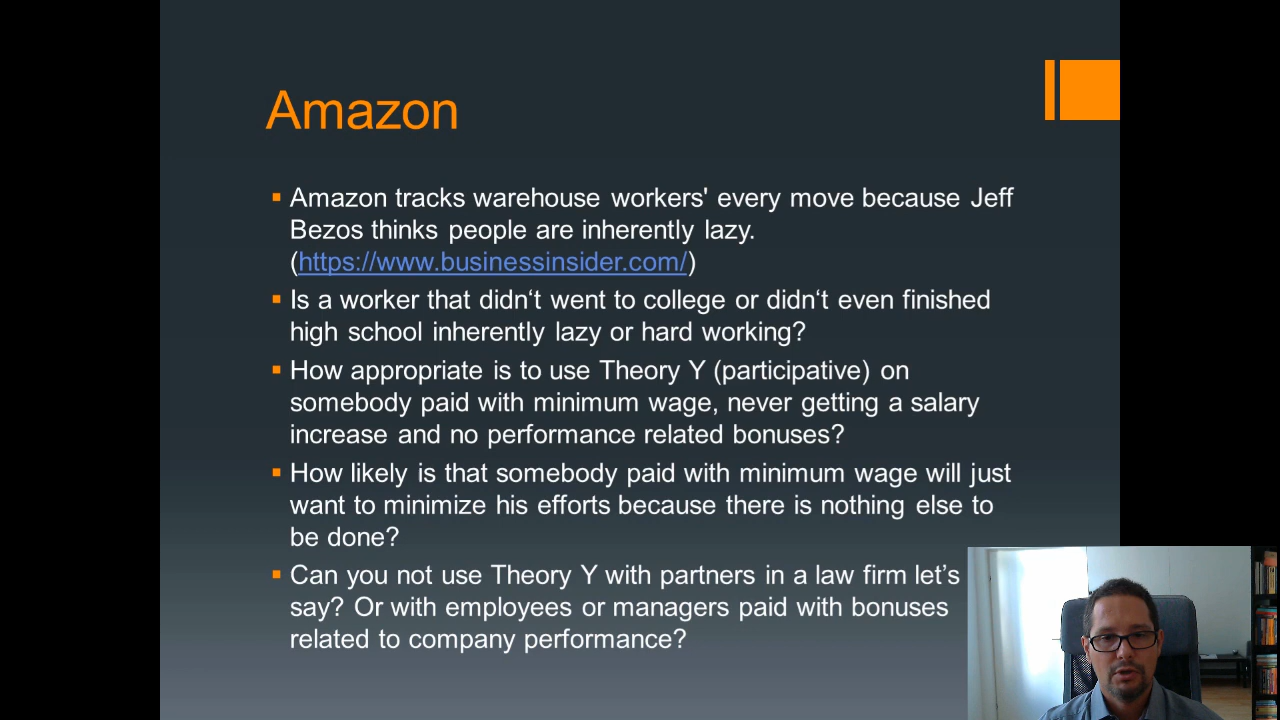 Amazon
Amazon tracks warehouse workers' every move because Jeff
Bezos thinks people are inherently lazy.
(https://www.businessinsider.com/)
Is a worker that didn‘t went to college or didn‘t even finished
high school inherently lazy or hard working?
How appropriate is to use Theory Y (participative) on
somebody paid with minimum wage, never getting a salary
increase and no performance related bonuses?
How likely is that somebody paid with minimum wage will just
want to minimize his efforts because there is nothing else to
be done?
Can you not use Theory Y with partners in a law firm let’s
say? Or with employees or managers paid with bonuses
related to company performance?